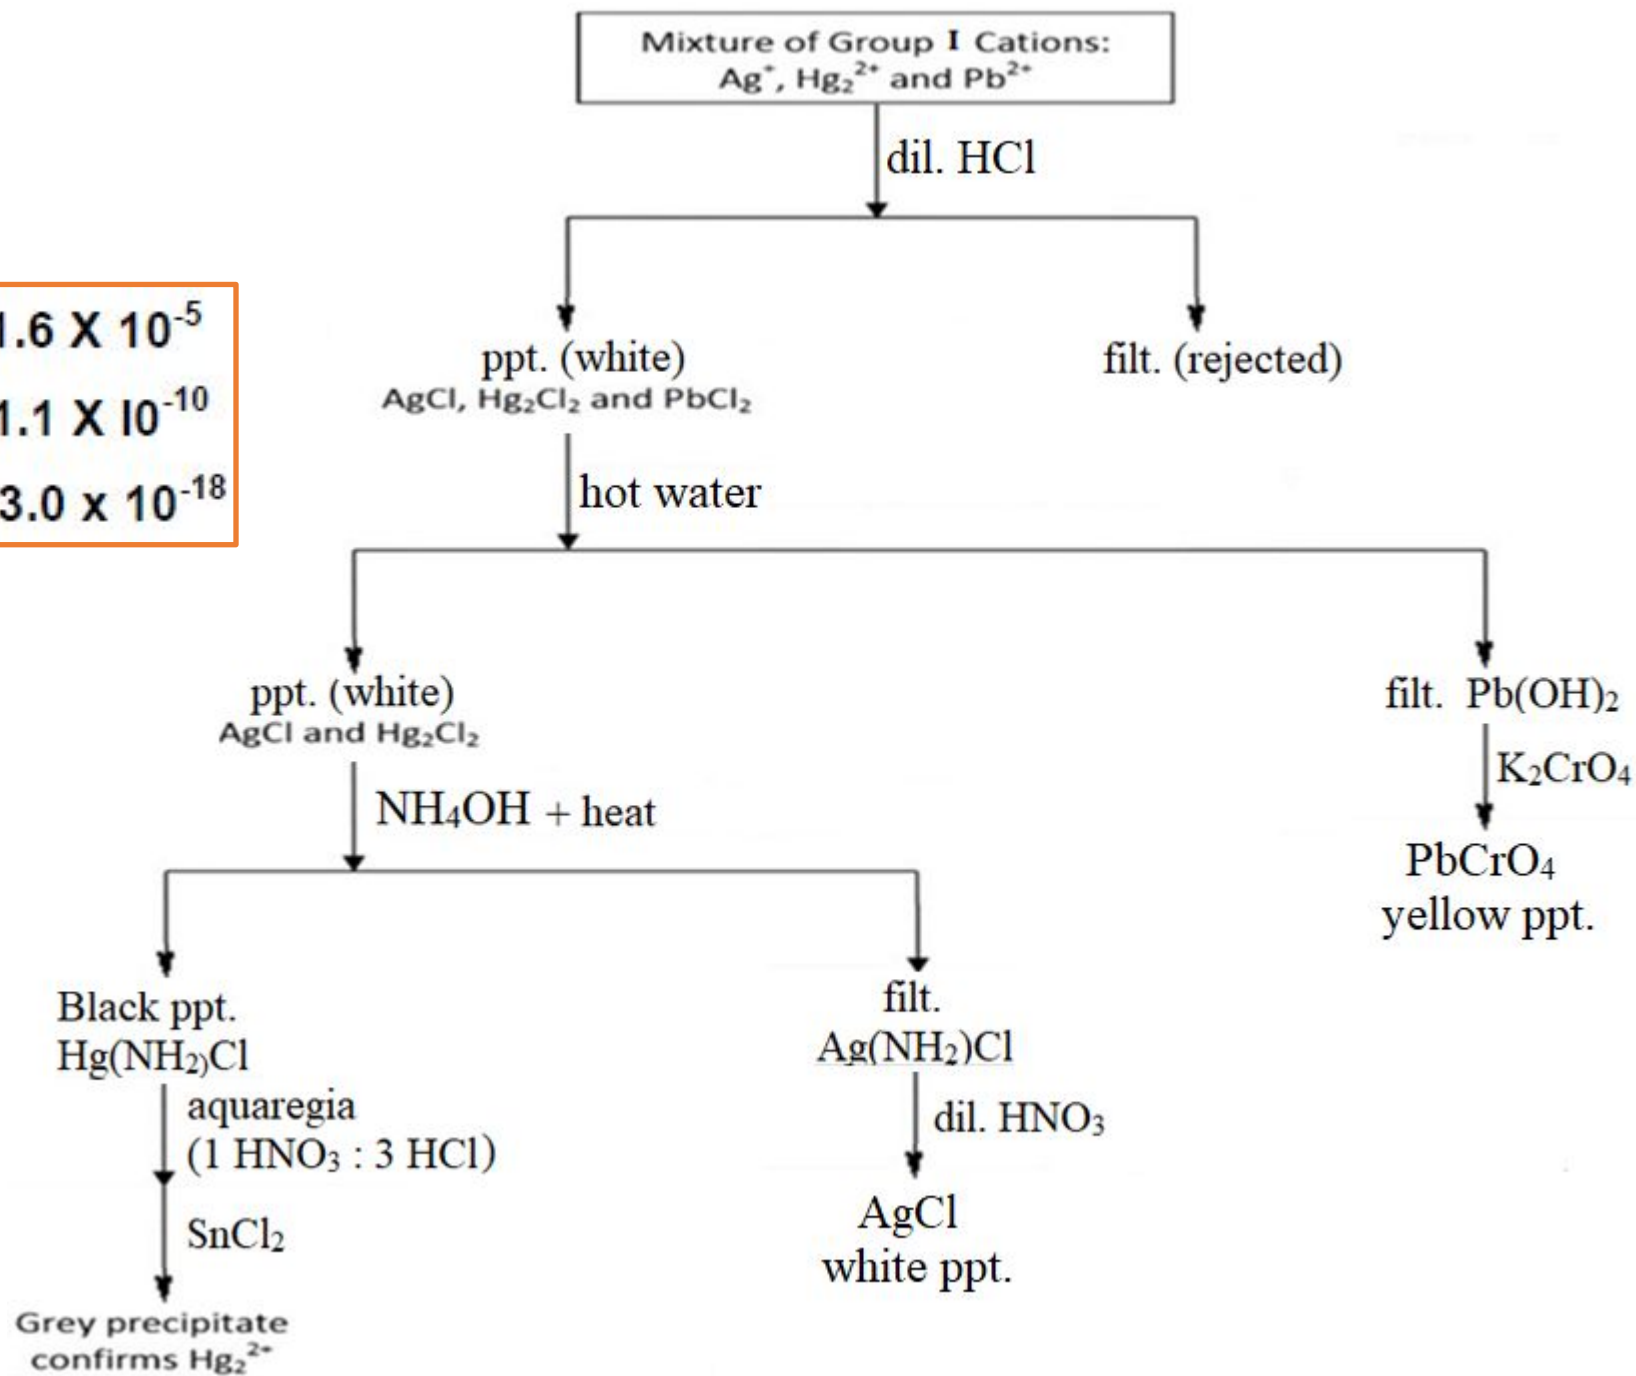 Mixture of Group I Cations:
Ag⁺, Hg₂²⁺ and Pb²⁺
dil. HCl
1.6 X 10⁻⁵
1.1 X I0⁻¹⁰
3.0 x 10⁻¹⁸
ppt. (white)
AgCl, Hg₂Cl₂ and PbCl₂
filt. (rejected)
hot water
ppt. (white)
AgCl and Hg₂Cl₂
filt. Pb(OH)₂
K₂CrO₄
NH₄OH + heat
PbCrO₄
yellow ppt.
Black ppt.
Hg(NH₂)Cl
filt.
Ag(NH₂)Cl
aquaregia
(1 HNO₃ : 3 HCl)
dil. HNO₃
SnCl₂
AgCl
white ppt.
Grey precipitate
confirms Hg₂²⁺